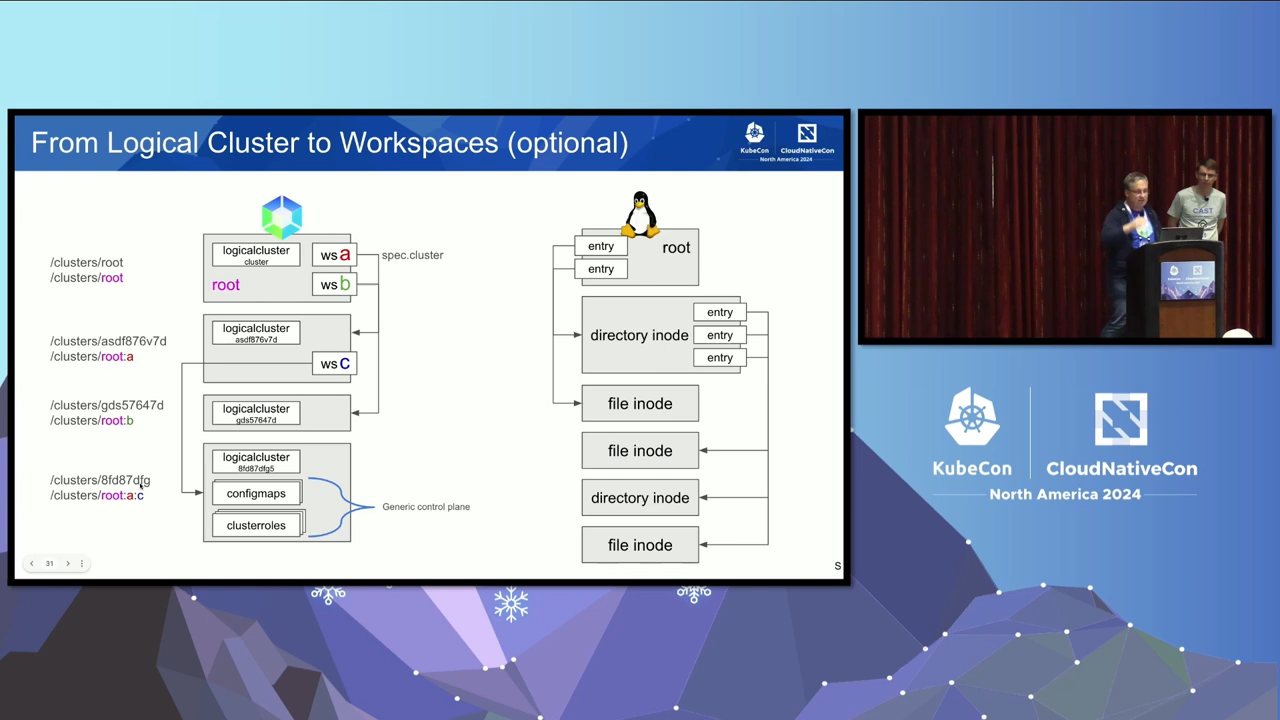 From Logical Cluster to Workspaces (optional)
KubeCon
CloudNativeCon
North America 2024
/clusters/root
/clusters/root
logicalcluster
cluster
root
ws a
ws b
spec.cluster
/clusters/asdf876v7d
/clusters/root:a
logicalcluster
asdf876v7d
ws c
/clusters/gds57647d
/clusters/root:b
logicalcluster
gds57647d
/clusters/8fd87dfg
/clusters/root:a:c
logicalcluster
8fd87dfg5
configmaps
clusterroles
Generic control plane
entry
entry
root
directory inode
entry
entry
entry
file inode
file inode
directory inode
file inode
31
S
CAST
KubeCon
CloudNativeCon
North America 2024